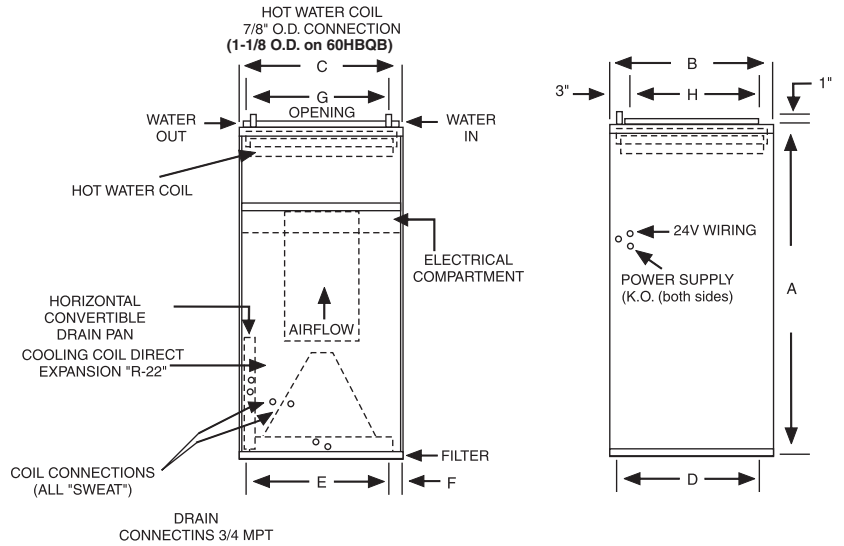 HOT WATER COIL
7/8" O.D. CONNECTION
(1-1/8 O.D. on 60HBQB)
C
B
G
H
3"
1"
OPENING
WATER
OUT
WATER
IN
HOT WATER COIL
24V WIRING
ELECTRICAL
COMPARTMENT
POWER SUPPLY
(K.O. (both sides)
A
HORIZONTAL
CONVERTIBLE
DRAIN PAN
AIRFLOW
COOLING COIL DIRECT
EXPANSION "R-22"
FILTER
COIL CONNECTIONS
(ALL "SWEAT")
E
F
D
DRAIN
CONNECTINS 3/4 MPT